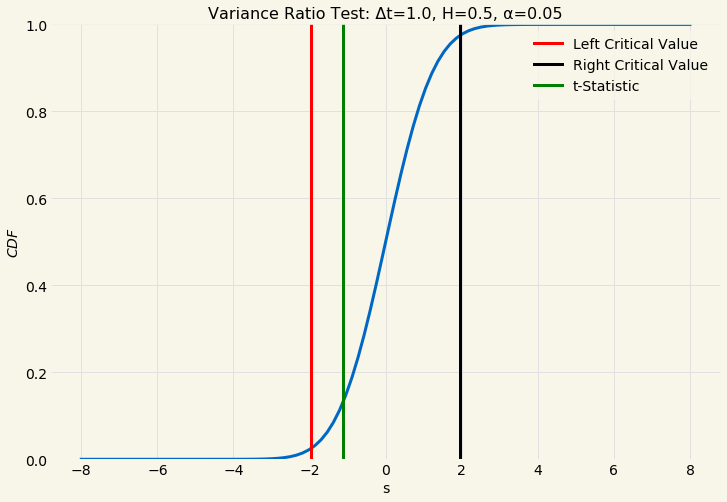 Variance Ratio Test: Δt=1.0, H=0.5, α=0.05
1.0
0.8
0.6
0.4
0.2
0.0
CDF
Left Critical Value
Right Critical Value
t-Statistic
−8 −6 −4 −2 0 2 4 6 8
s